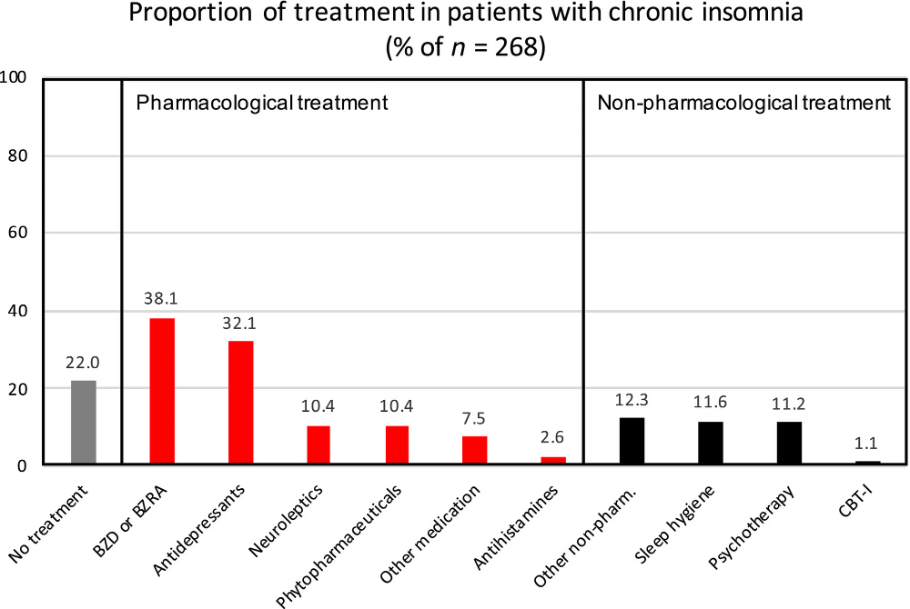 Proportion of treatment in patients with chronic insomnia
(% of n = 268)
100
80
60
40
20
0
Pharmacological treatment
Non-pharmacological treatment
22.0
38.1
32.1
10.4
10.4
7.5
2.6
12.3
11.6
11.2
1.1
No treatment
BZD or BZRA
Antidepressants
Neuroleptics
Phytopharmaceuticals
Other medication
Antihistamines
Other non-pharm.
Sleep hygiene
Psychotherapy
CBT-I